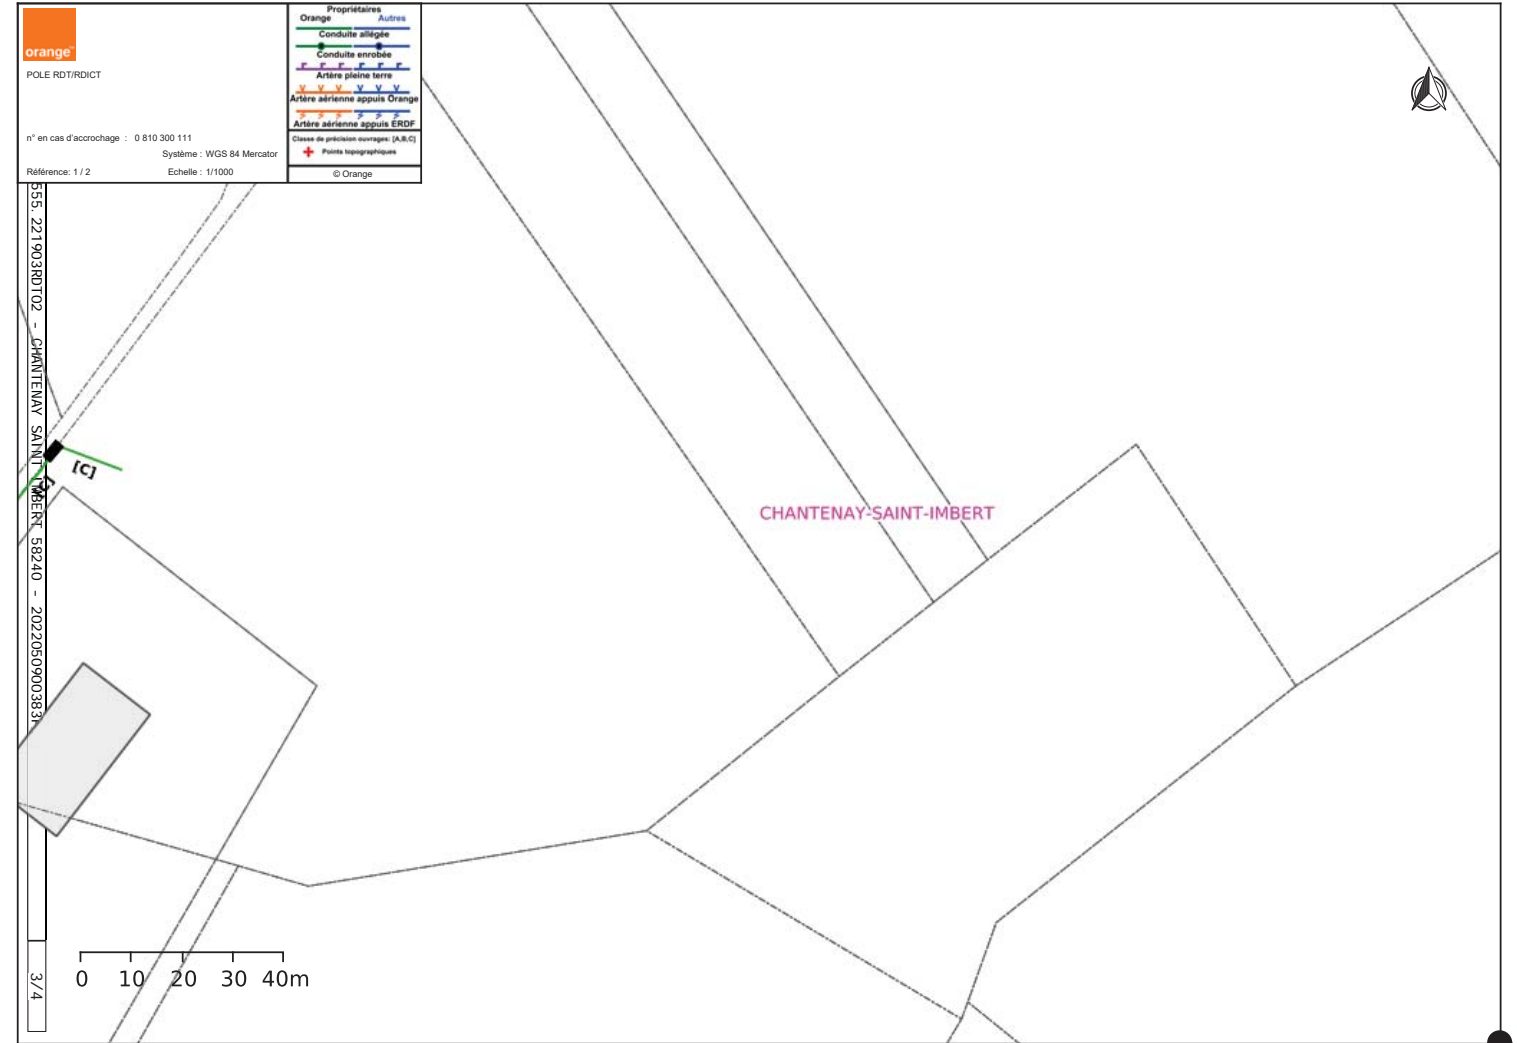 orange™
POLE RDT/RDICT
n° en cas d'accrochage : 0 810 300 111
Système : WGS 84 Mercator
Référence: 1 / 2 Echelle : 1/1000
Propriétaires
Orange Autres
Conduite allégée
Conduite enrobée
Artère pleine terre
Artère aérienne appuis Orange
Artère aérienne appuis ERDF
Classe de précision ouvrages: [A,B,C]
Points topographiques
© Orange
555. 221903RDT02 - CHANTENAY SAINT IMBERT 58240 - 2022050900383
[C]
[C]
CHANTENAY-SAINT-IMBERT
0 10 20 30 40m
3/4